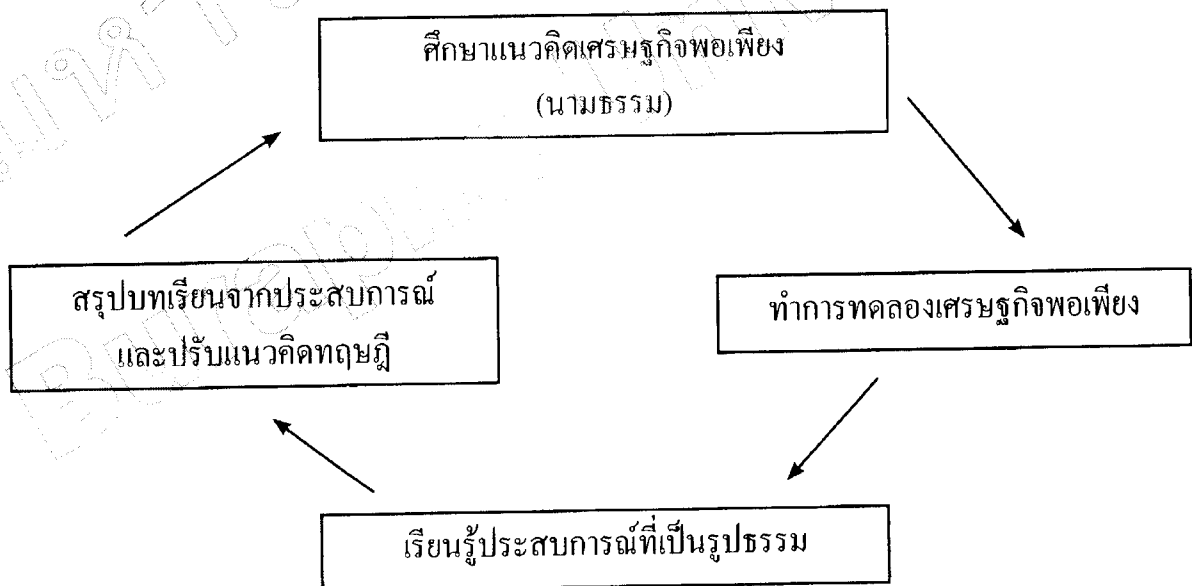 ศึกษาแนวคิดเศรษฐกิจพอเพียง
(นามธรรม)
สรุปบทเรียนจากประสบการณ์
และปรับแนวคิดทฤษฎี
ทำการทดลองเศรษฐกิจพอเพียง
เรียนรู้ประสบการณ์ที่เป็นรูปธรรม